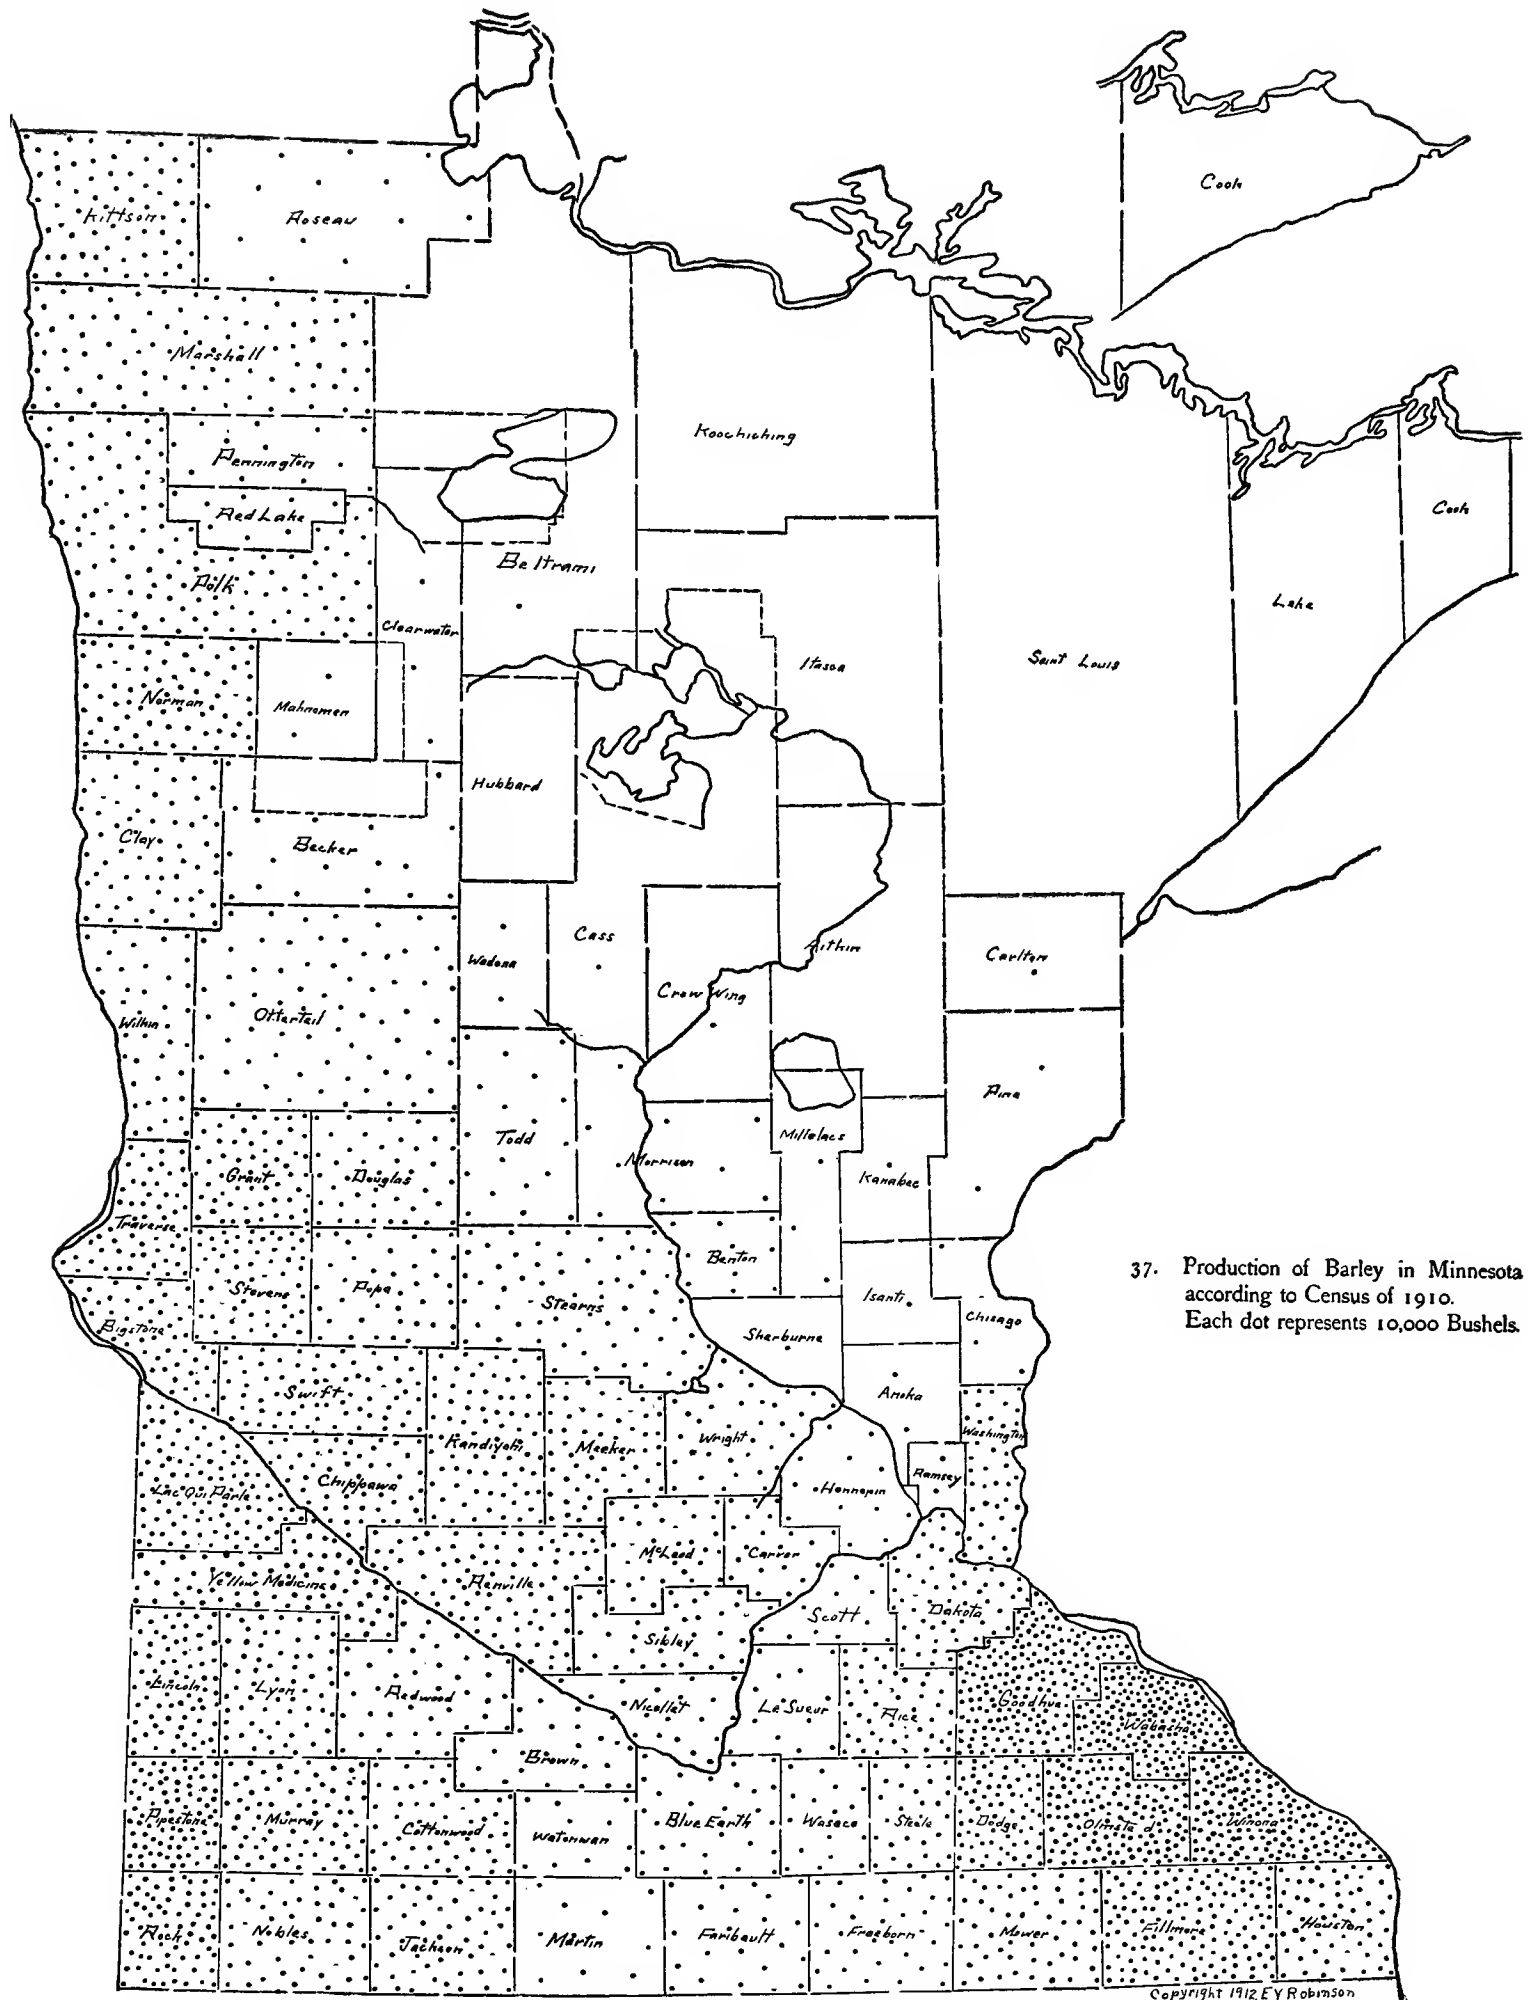 Cook
Kittson
Roseau
Marshall
Koochiching
Pennington
Red Lake
Cook
Beltrami
Polk
Lake
Clearwater
Saint Louis
Itasca
Norman
Mahnomen
Hubbard
Clay
Becker
Cass
Aitkin
Carlton
Wadena
Crow Wing
Ottertail
Wilkin
Pine
Todd
Millelacs
Morrison
Grant
Douglas
Kanabec
Traverse
Benton
37. Production of Barley in Minnesota
according to Census of 1910.
Each dot represents 10,000 Bushels.
Stevens
Pope
Stearns
Isanti
Bigstone
Sherburne
Chisago
Swift
Anoka
Kandiyohi
Meeker
Wright
Washington
Chippawa
Ramsey
Lac Qui Parle
Hennepin
McLeod
Carver
Yellow Medicine
Renville
Sibley
Scott
Dakota
Lincoln
Lyon
Redwood
Nicollet
Le Sueur
Rice
Goodhue
Wabasha
Brown
Pipestone
Murray
Cottonwood
Watonwan
Blue Earth
Waseca
Steele
Dodge
Olmsted
Winona
Rock
Nobles
Jackson
Martin
Faribault
Freeborn
Mower
Fillmore
Houston
Copyright 1912 E V Robinson